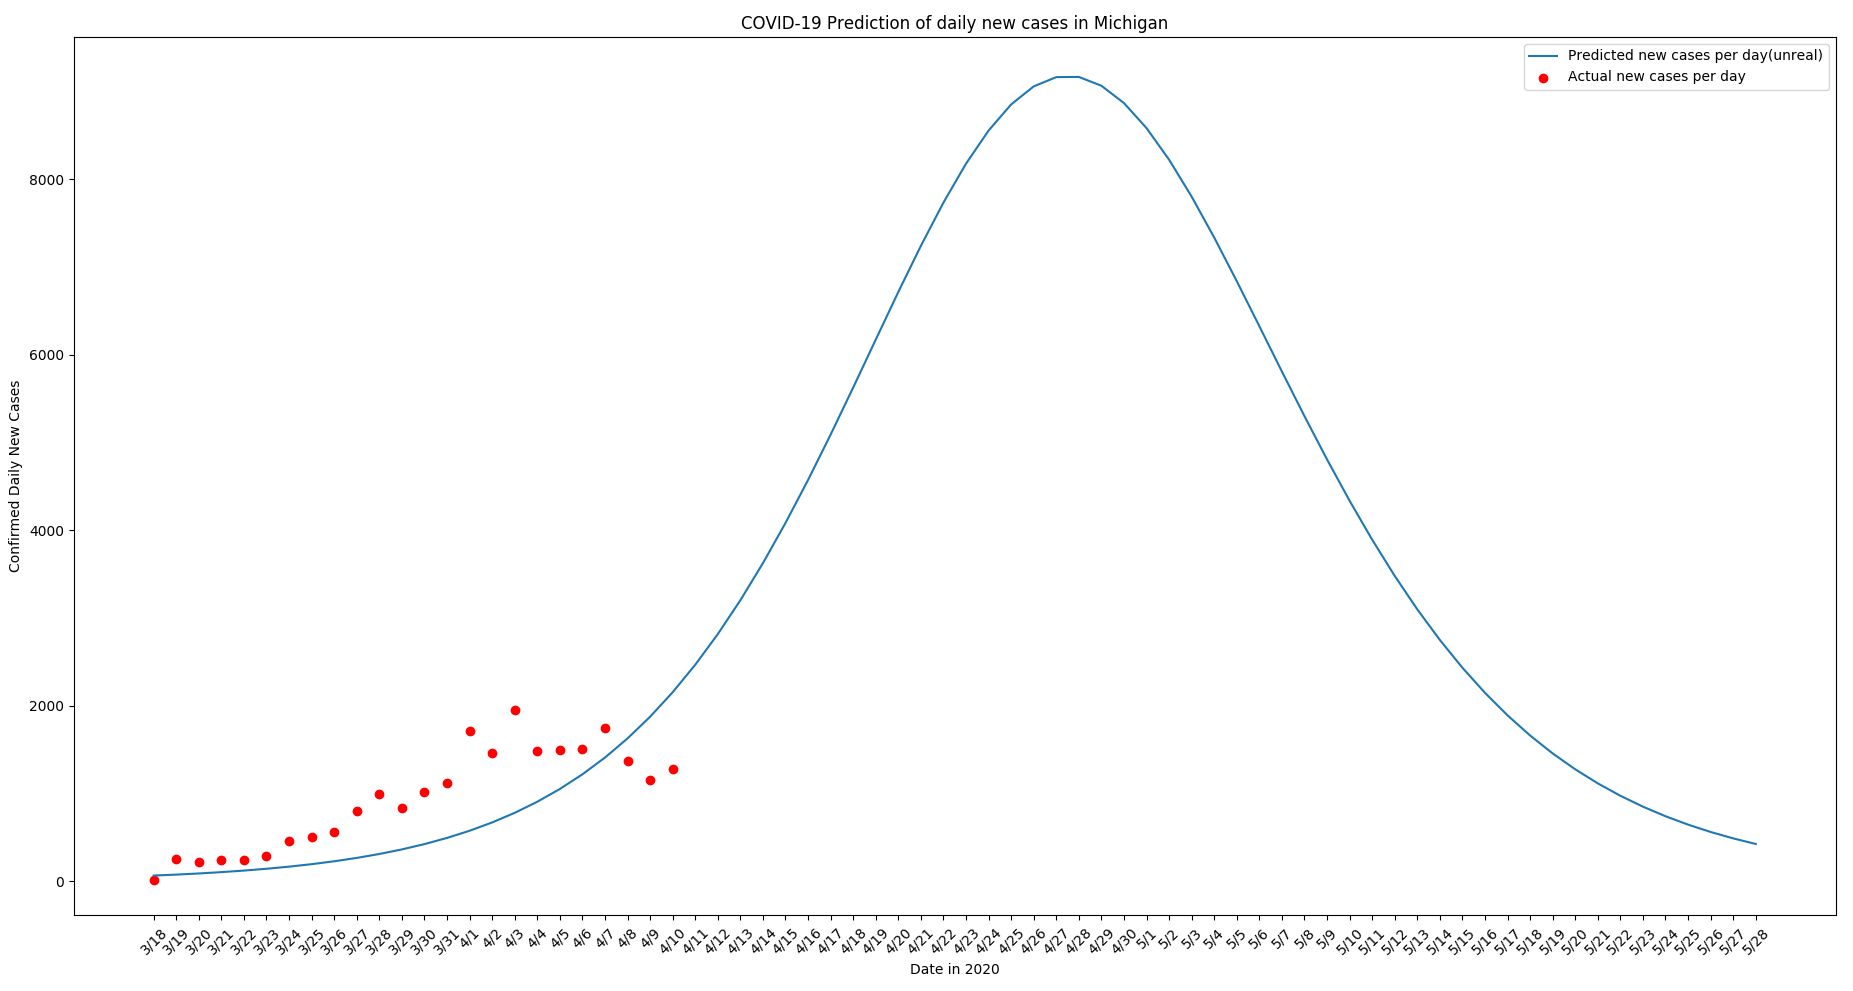 COVID-19 Prediction of daily new cases in Michigan
Predicted new cases per day(unreal)
Actual new cases per day
Confirmed Daily New Cases
8000
6000
4000
2000
0
3/18 3/19 3/20 3/21 3/22 3/23 3/24 3/25 3/26 3/27 3/28 3/29 3/30 3/31 4/1 4/2 4/3 4/4 4/5 4/6 4/7 4/8 4/9 4/10 4/11 4/12 4/13 4/14 4/15 4/16 4/17 4/18 4/19 4/20 4/21 4/22 4/23 4/24 4/25 4/26 4/27 4/28 4/29 4/30 5/1 5/2 5/3 5/4 5/5 5/6 5/7 5/8 5/9 5/10 5/11 5/12 5/13 5/14 5/15 5/16 5/17 5/18 5/19 5/20 5/21 5/22 5/23 5/24 5/25 5/26 5/27 5/28
Date in 2020